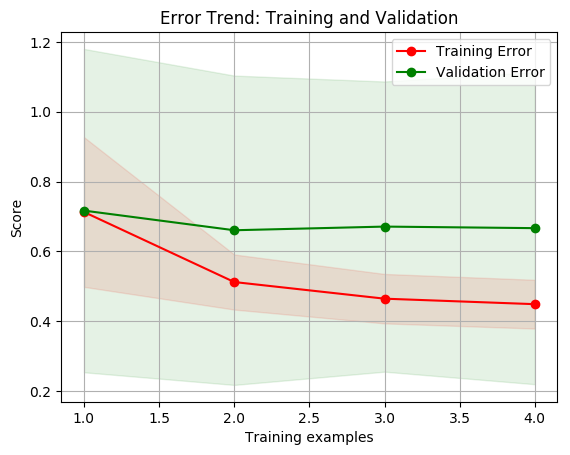 Error Trend: Training and Validation
Training Error
Validation Error
Score
1.2
1.0
0.8
0.6
0.4
0.2
1.0 1.5 2.0 2.5 3.0 3.5 4.0
Training examples